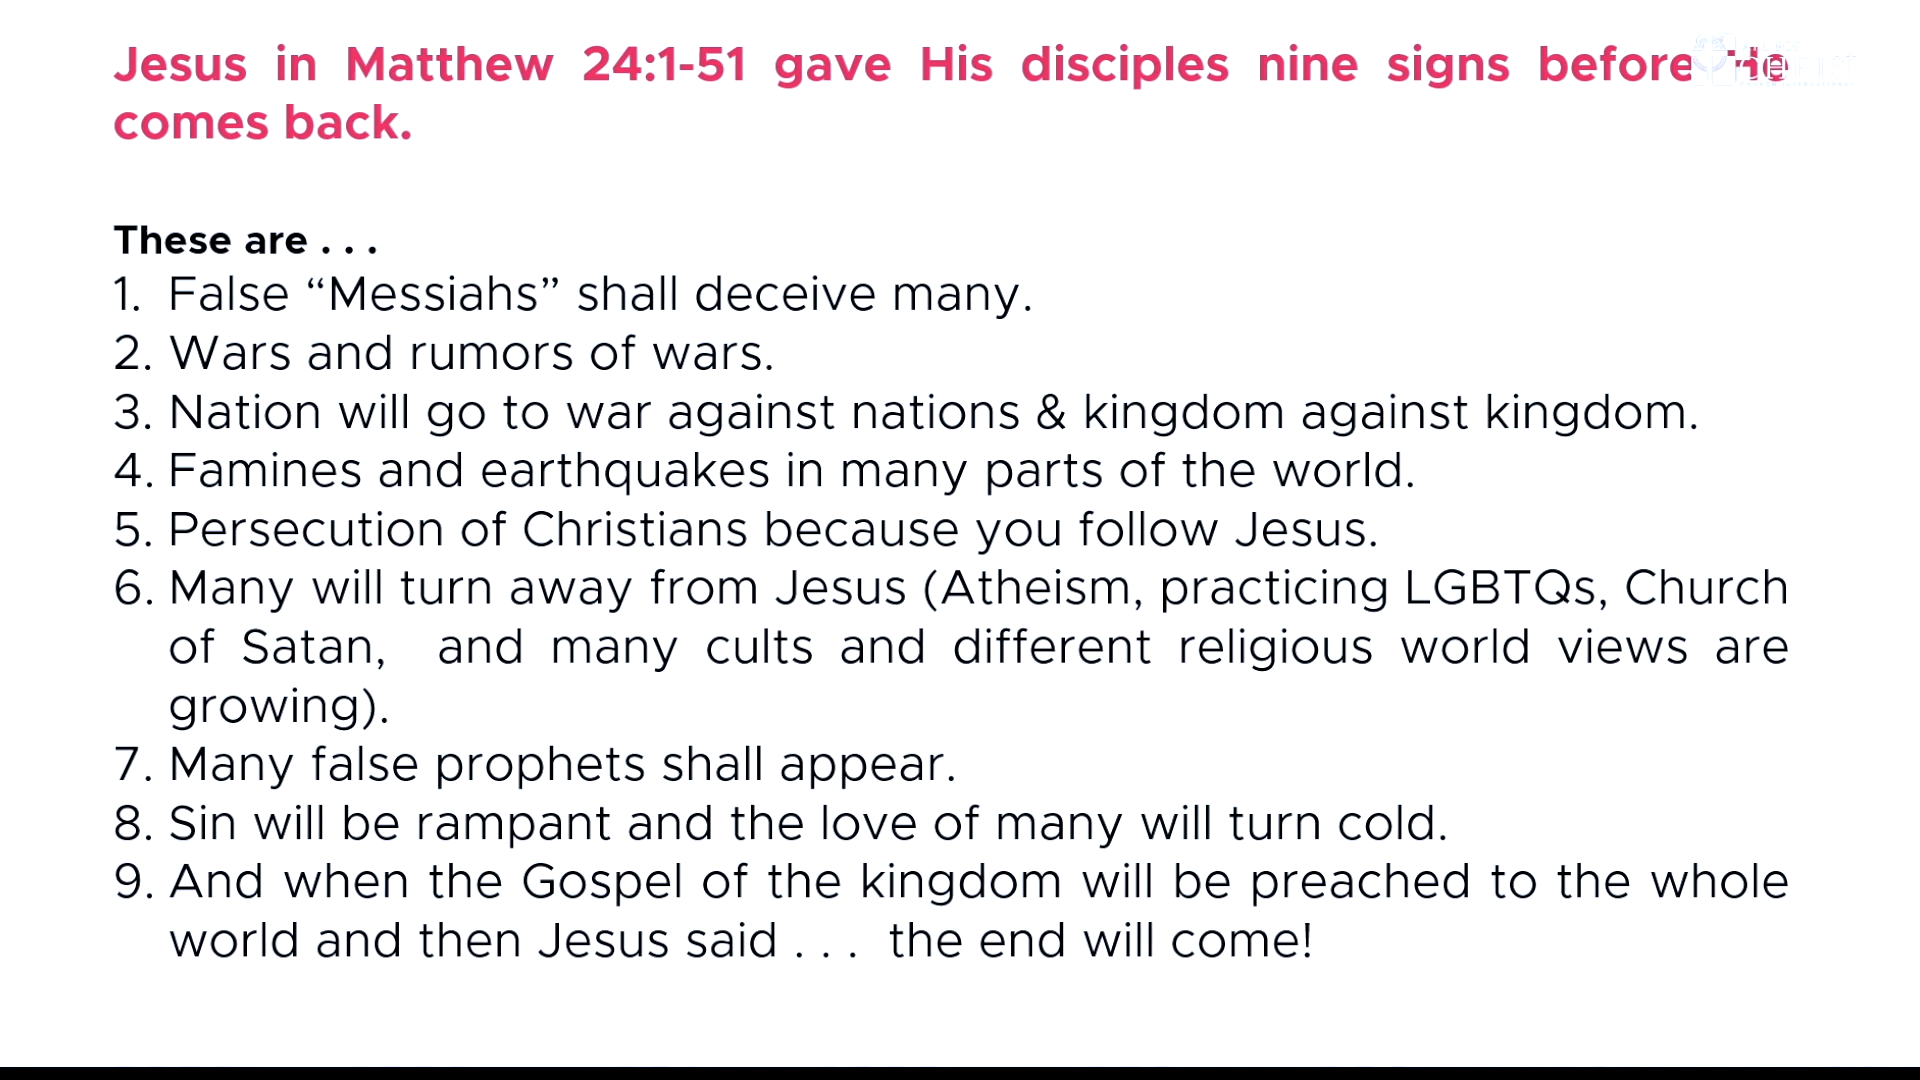 Jesus in Matthew 24:1-51 gave His disciples nine signs before He
comes back.
These are . . .
1. False “Messiahs” shall deceive many.
2. Wars and rumors of wars.
3. Nation will go to war against nations & kingdom against kingdom.
4. Famines and earthquakes in many parts of the world.
5. Persecution of Christians because you follow Jesus.
6. Many will turn away from Jesus (Atheism, practicing LGBTQs, Church
of Satan, and many cults and different religious world views are
growing).
7. Many false prophets shall appear.
8. Sin will be rampant and the love of many will turn cold.
9. And when the Gospel of the kingdom will be preached to the whole
world and then Jesus said . . . the end will come!